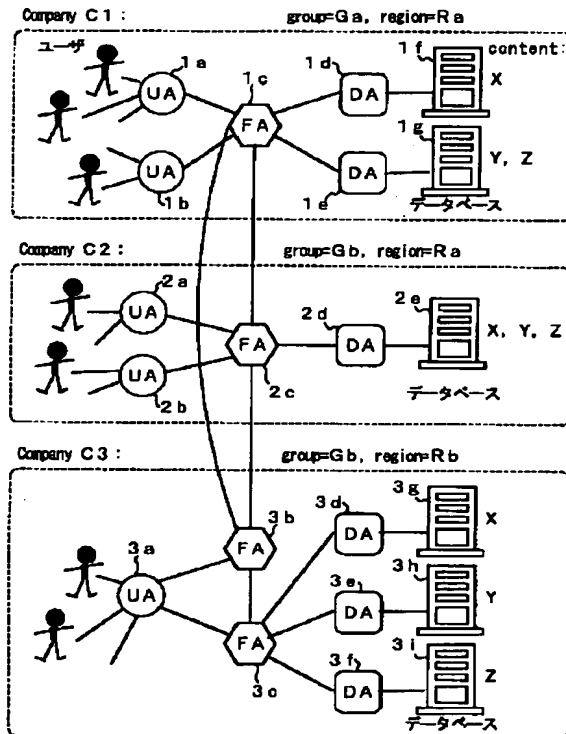 Company C1: group=Ga, region=Ra
ユーザ
1a
1c
1d
1f
content:
UA
FA
DA
X
1g
UA
DA
Y, Z
1b
1e
データベース
Company C2: group=Gb, region=Ra
2a
2d
2e
UA
FA
DA
X, Y, Z
UA
2c
データベース
2b
Company C3: group=Gb, region=Rb
3g
3d
X
3b
DA
3a
FA
3h
3e
UA
DA
Y
FA
3i
3f
3c
DA
Z
データベース